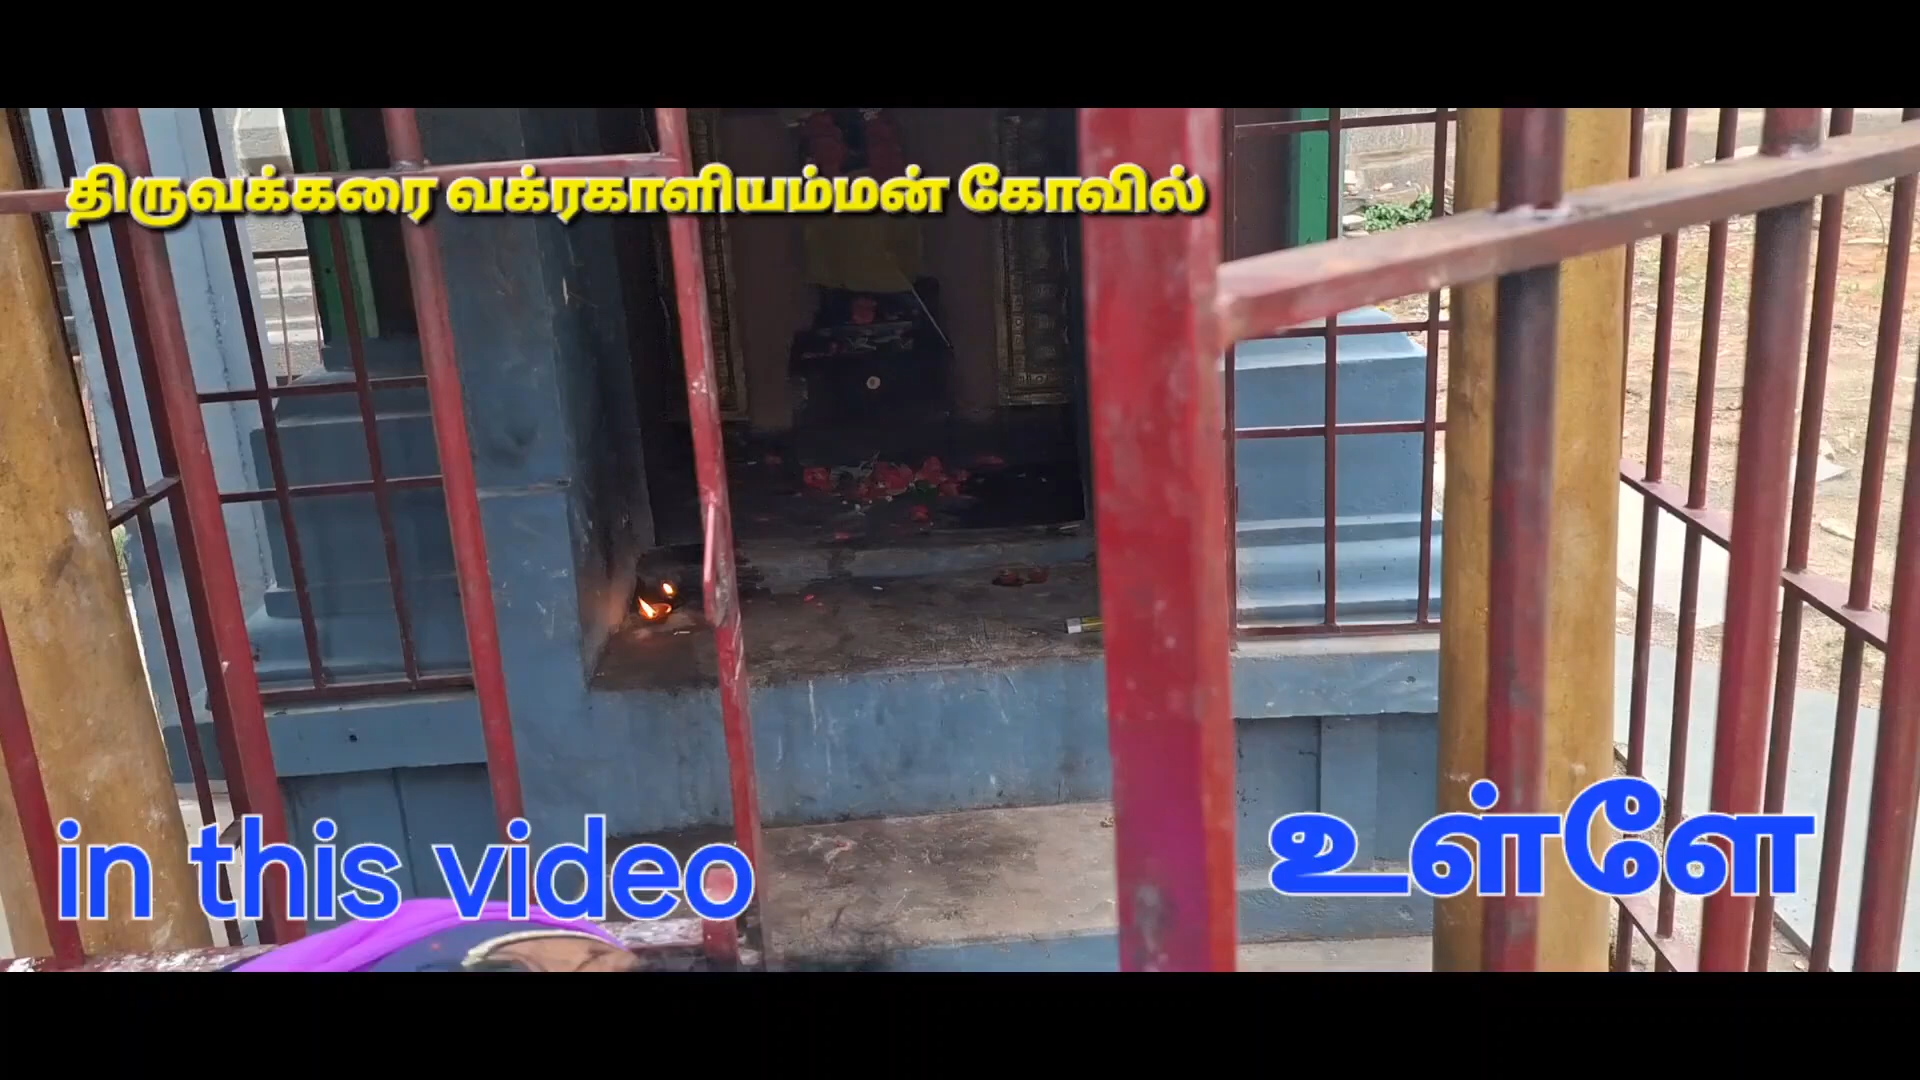 திருவக்கரை வக்ரகாளியம்மன் கோவில்
in this video
உள்ளே